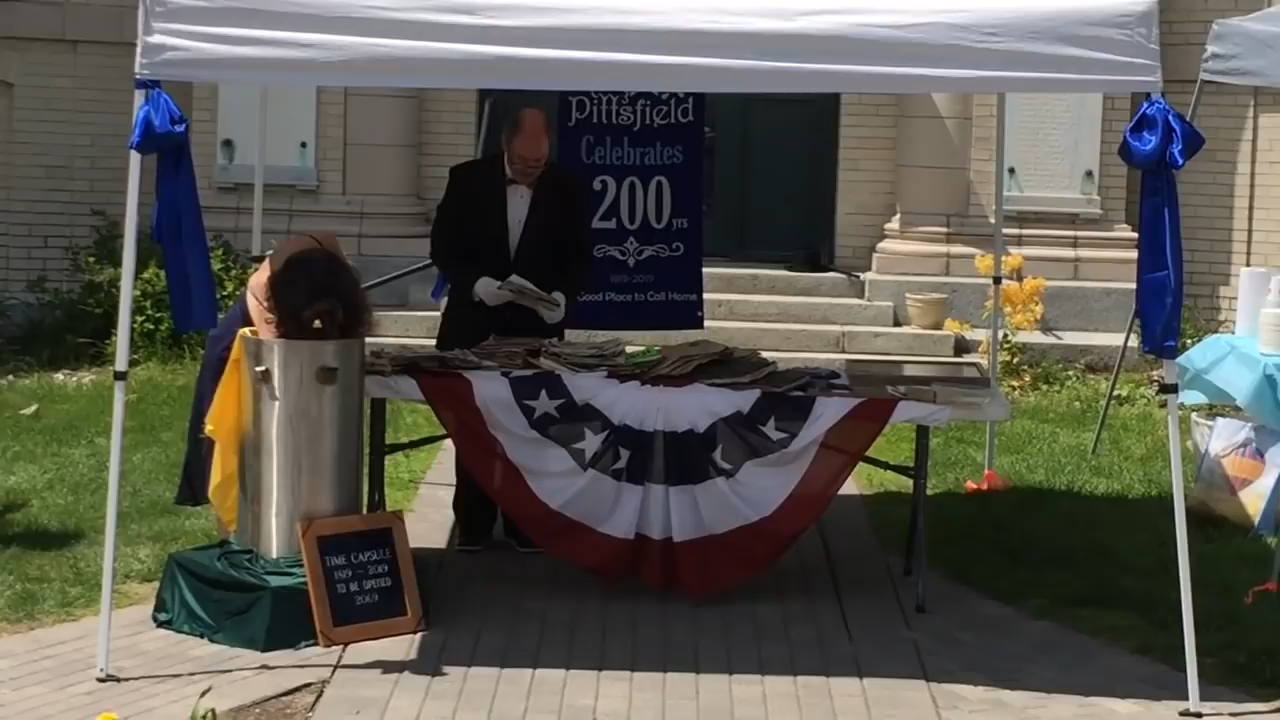 Pittsfield
Celebrates
200 yrs
1819-2019
Good Place to Call Home
TIME CAPSULE
1819 ~ 2019
TO BE OPENED
2069